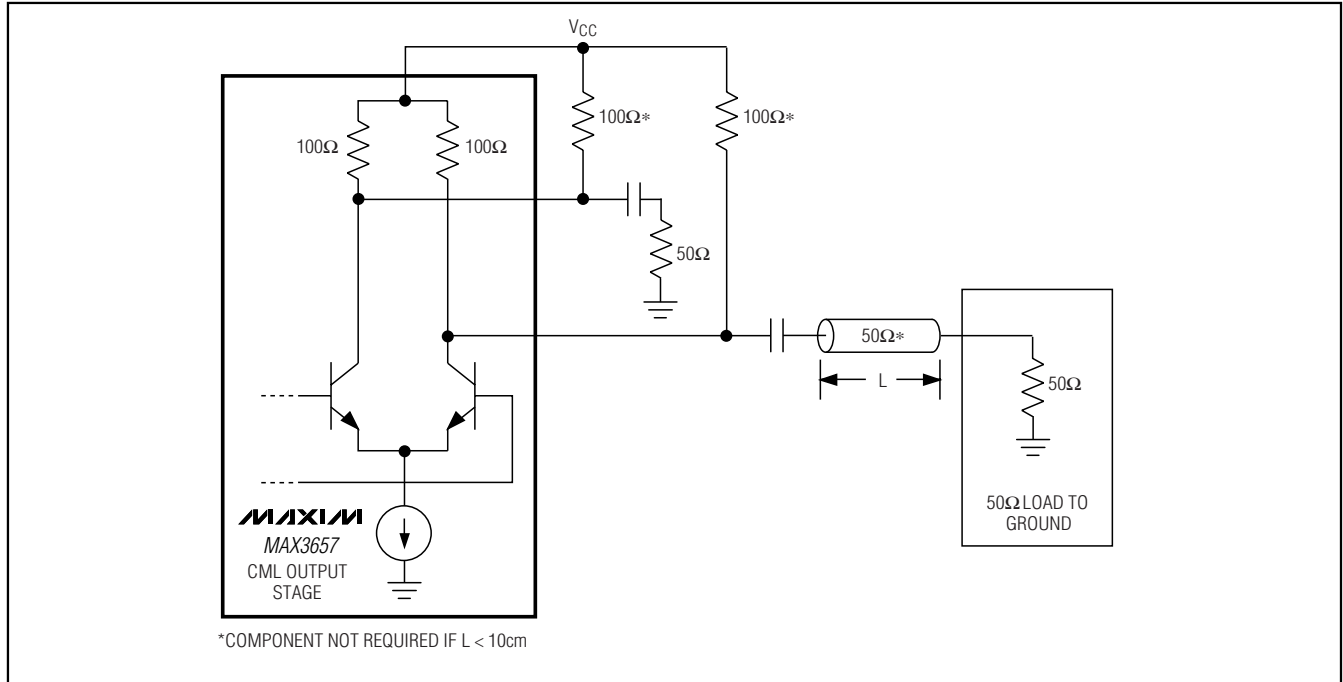 VCC
100Ω*
100Ω*
100Ω
100Ω
50Ω
50Ω*
L
50Ω
50Ω LOAD TO
GROUND
MAXIM
MAX3657
CML OUTPUT
STAGE
*COMPONENT NOT REQUIRED IF L < 10cm